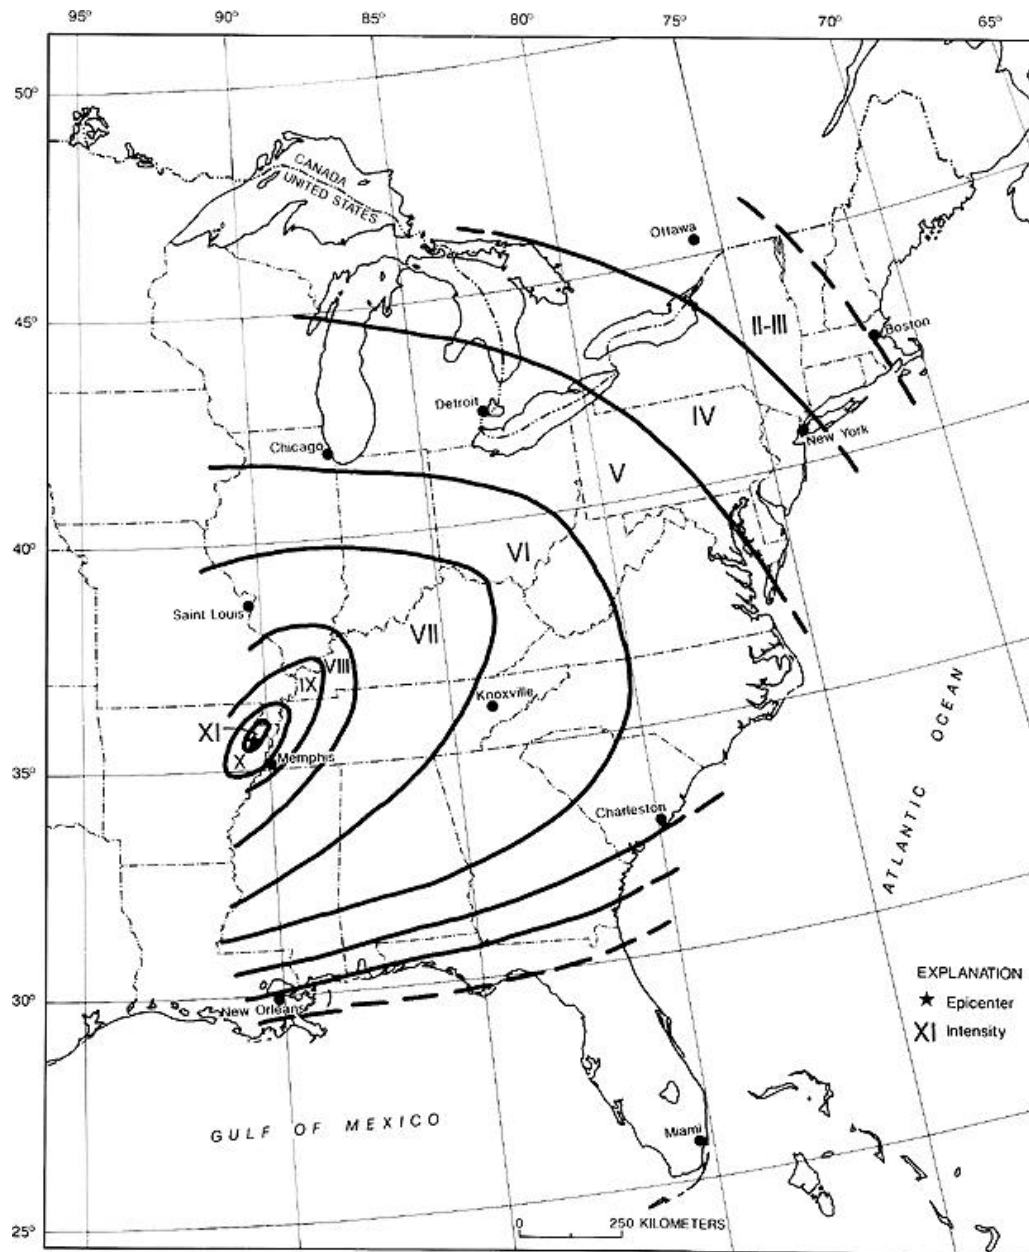 95°
90°
85°
80°
75°
70°
65°
50°
45°
40°
35°
30°
25°
CANADA
UNITED STATES
Ottawa
II-III
Boston
Detroit
IV
New York
Chicago
V
VI
Saint Louis
VII
VIII
IX
Knoxville
XI
X
Memphis
Charleston
ATLANTIC OCEAN
New Orleans
EXPLANATION
Epicenter
XI Intensity
GULF OF MEXICO
Miami
0 250 KILOMETERS